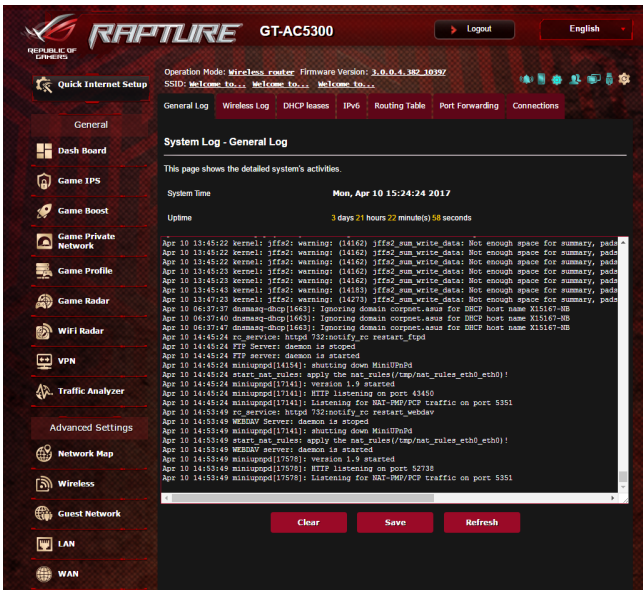 REPUBLIC OF
GAMERS
RAPTURE GT-AC5300
Logout
English
Quick Internet Setup
Operation Mode: Wireless router Firmware Version: 3.0.0.4.382_10397
SSID: Welcome to... Welcome to... Welcome to...
General Log Wireless Log DHCP leases IPv6 Routing Table Port Forwarding Connections
General
Dash Board
Game IPS
Game Boost
Game Private
Network
Game Profile
Game Radar
WiFi Radar
VPN
Traffic Analyzer
Advanced Settings
Network Map
Wireless
Guest Network
LAN
WAN
System Log - General Log
This page shows the detailed system's activities.
System Time Mon, Apr 10 15:24:24 2017
Uptime 3 days 21 hours 22 minute(s) 58 seconds
Apr 10 13:45:22 kernel: jffs2: warning: (14162) jffs2_sum_write_data: Not enough space for summary, pads
Apr 10 13:45:22 kernel: jffs2: warning: (14162) jffs2_sum_write_data: Not enough space for summary, pads
Apr 10 13:45:22 kernel: jffs2: warning: (14162) jffs2_sum_write_data: Not enough space for summary, pads
Apr 10 13:45:23 kernel: jffs2: warning: (14162) jffs2_sum_write_data: Not enough space for summary, pads
Apr 10 13:45:23 kernel: jffs2: warning: (14162) jffs2_sum_write_data: Not enough space for summary, pads
Apr 10 13:45:43 kernel: jffs2: warning: (14183) jffs2_sum_write_data: Not enough space for summary, pads
Apr 10 13:47:23 kernel: jffs2: warning: (14273) jffs2_sum_write_data: Not enough space for summary, pads
Apr 10 06:37:37 dnsmasq-dhcp[1663]: Ignoring domain corpnet.asus for DHCP host name X15167-NB
Apr 10 06:37:40 dnsmasq-dhcp[1663]: Ignoring domain corpnet.asus for DHCP host name X15167-NB
Apr 10 06:37:47 dnsmasq-dhcp[1663]: Ignoring domain corpnet.asus for DHCP host name X15167-NB
Apr 10 14:45:24 rc_service: httpd 732:notify_rc restart_ftpd
Apr 10 14:45:24 FTP Server: daemon is stoped
Apr 10 14:45:24 FTP server: daemon is started
Apr 10 14:45:24 miniupnpd[14154]: shutting down MiniUPnPd
Apr 10 14:45:24 start_nat_rules: apply the nat_rules(/tmp/nat_rules_eth0_eth0)!
Apr 10 14:45:24 miniupnpd[17141]: version 1.9 started
Apr 10 14:45:24 miniupnpd[17141]: HTTP listening on port 43450
Apr 10 14:45:24 miniupnpd[17141]: Listening for NAT-PMP/PCP traffic on port 5351
Apr 10 14:53:49 rc_service: httpd 732:notify_rc restart_webdav
Apr 10 14:53:49 WEBDAV Server: daemon is stoped
Apr 10 14:53:49 miniupnpd[17141]: shutting down MiniUPnPd
Apr 10 14:53:49 start_nat_rules: apply the nat_rules(/tmp/nat_rules_eth0_eth0)!
Apr 10 14:53:49 WEBDAV server: daemon is started
Apr 10 14:53:49 miniupnpd[17578]: version 1.9 started
Apr 10 14:53:49 miniupnpd[17578]: HTTP listening on port 52738
Apr 10 14:53:49 miniupnpd[17578]: Listening for NAT-PMP/PCP traffic on port 5351
Clear Save Refresh